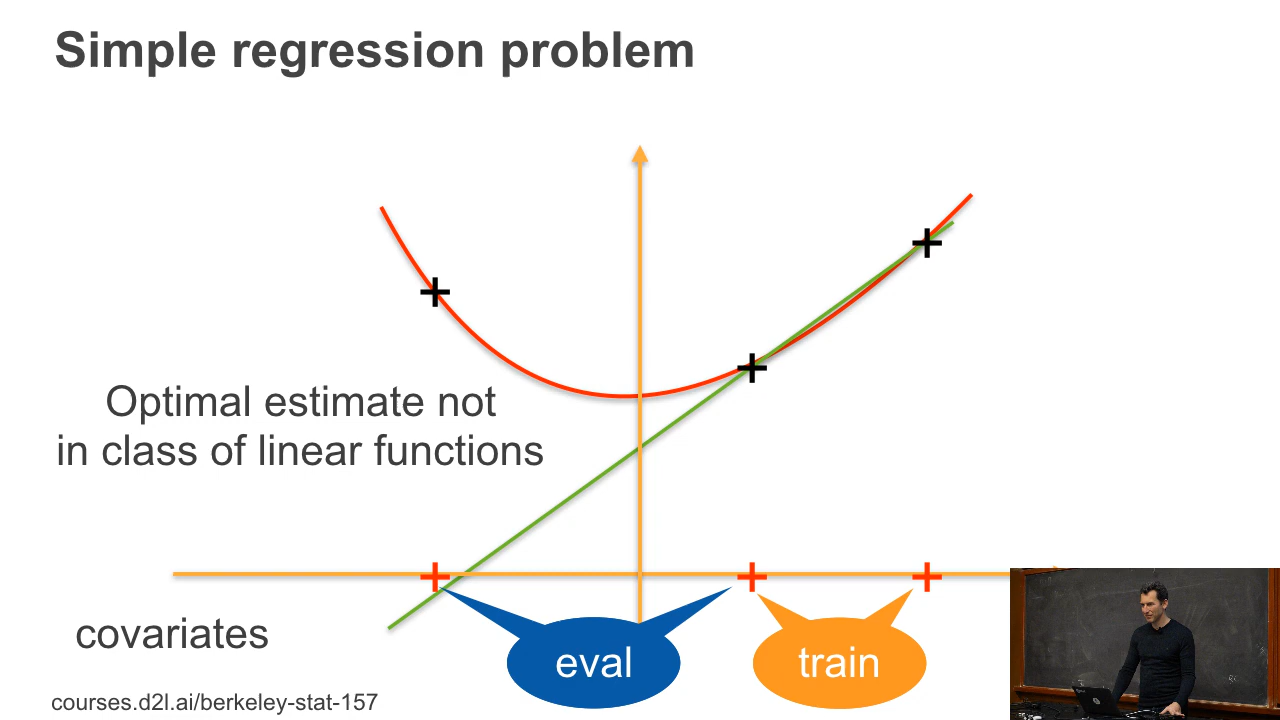 Simple regression problem
Optimal estimate not
in class of linear functions
covariates
eval
train
courses.d2l.ai/berkeley-stat-157